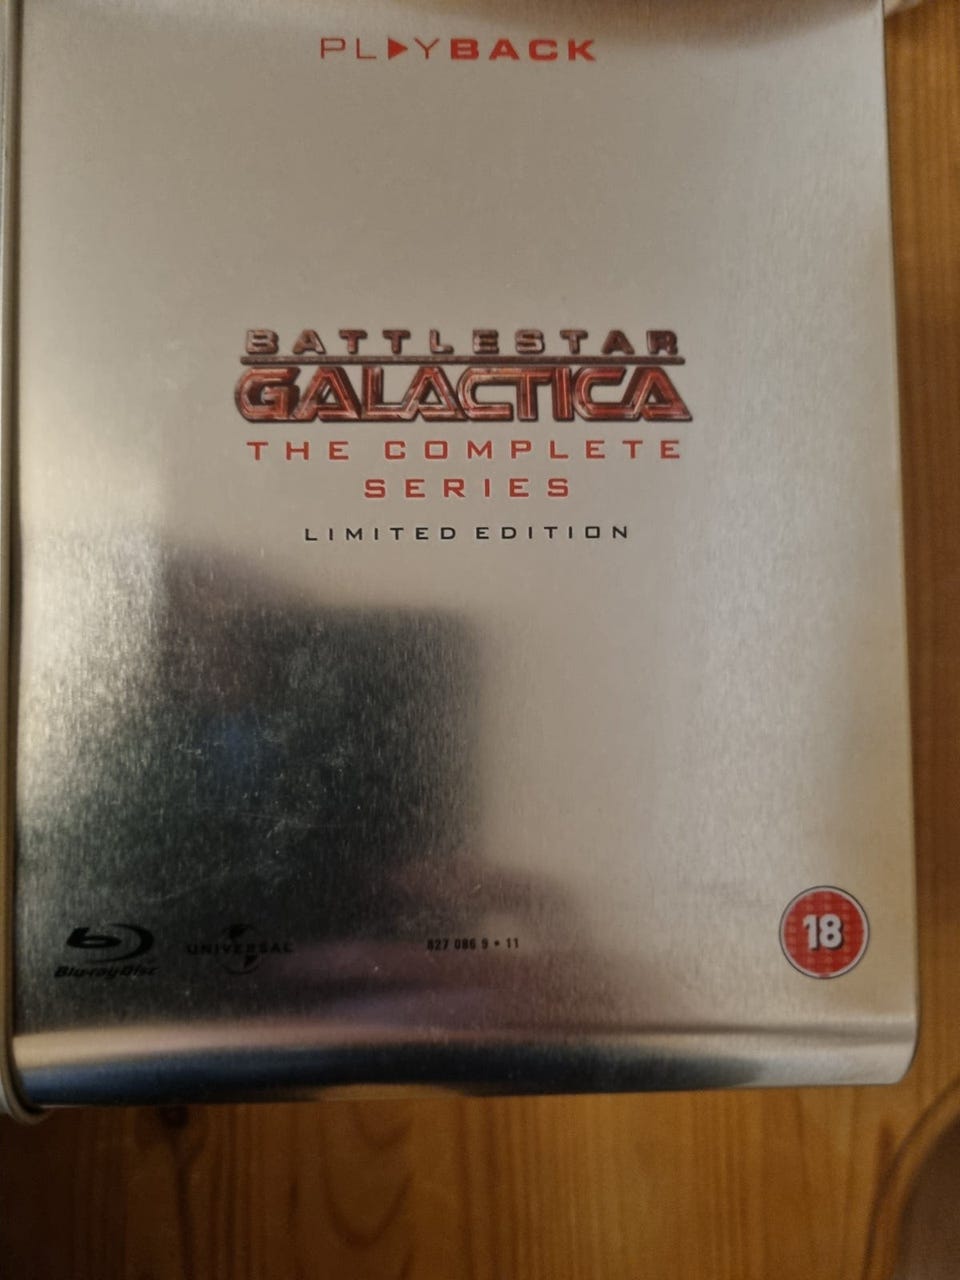 PLAYBACK
BATTLESTAR
GALACTICA
THE COMPLETE
SERIES
LIMITED EDITION
Blu-ray Disc
UNIVERSAL
827 086 9 • 11
18